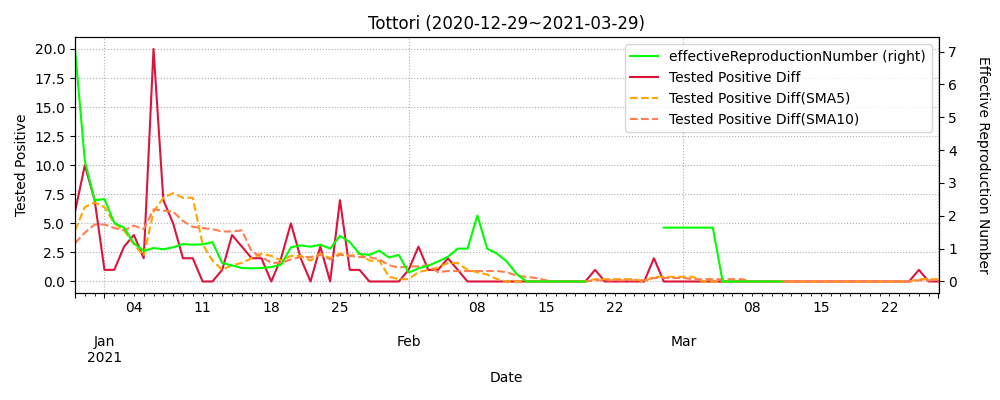 Tottori (2020-12-29~2021-03-29)
effectiveReproductionNumber (right)
Tested Positive Diff
Tested Positive Diff(SMA5)
Tested Positive Diff(SMA10)
Tested Positive
20.0
17.5
15.0
12.5
10.0
7.5
5.0
2.5
0.0
7
6
5
4
3
2
1
0
Effective Reproduction Number
04 11 18 25 08 15 22 08 15 22
Jan Feb Mar
2021
Date